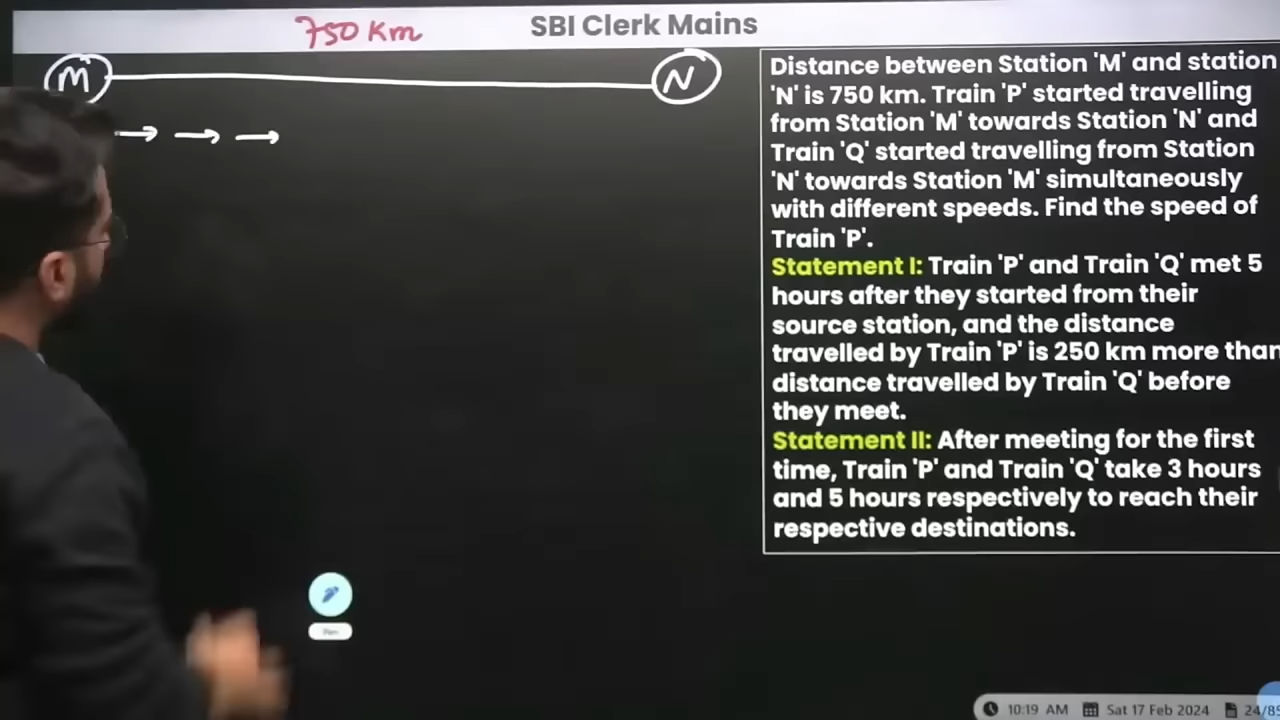 750 Km
SBI Clerk Mains
M
N
Distance between Station 'M' and station
'N' is 750 km. Train 'P' started travelling
from Station 'M' towards Station 'N' and
Train 'Q' started travelling from Station
'N' towards Station 'M' simultaneously
with different speeds. Find the speed of
Train 'P'.
Statement I: Train 'P' and Train 'Q' met 5
hours after they started from their
source station, and the distance
travelled by Train 'P' is 250 km more than
distance travelled by Train 'Q' before
they meet.
Statement II: After meeting for the first
time, Train 'P' and Train 'Q' take 3 hours
and 5 hours respectively to reach their
respective destinations.
Pen
10:19 AM Sat 17 Feb 2024 24/85